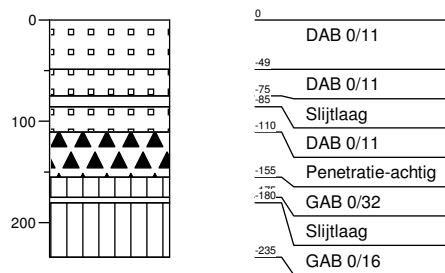 0
100
200
0
DAB 0/11
-49
DAB 0/11
-75
-85
Slijtlaag
-110
DAB 0/11
-155
Penetratie-achtig
-175
GAB 0/32
-180
Slijtlaag
-235
GAB 0/16